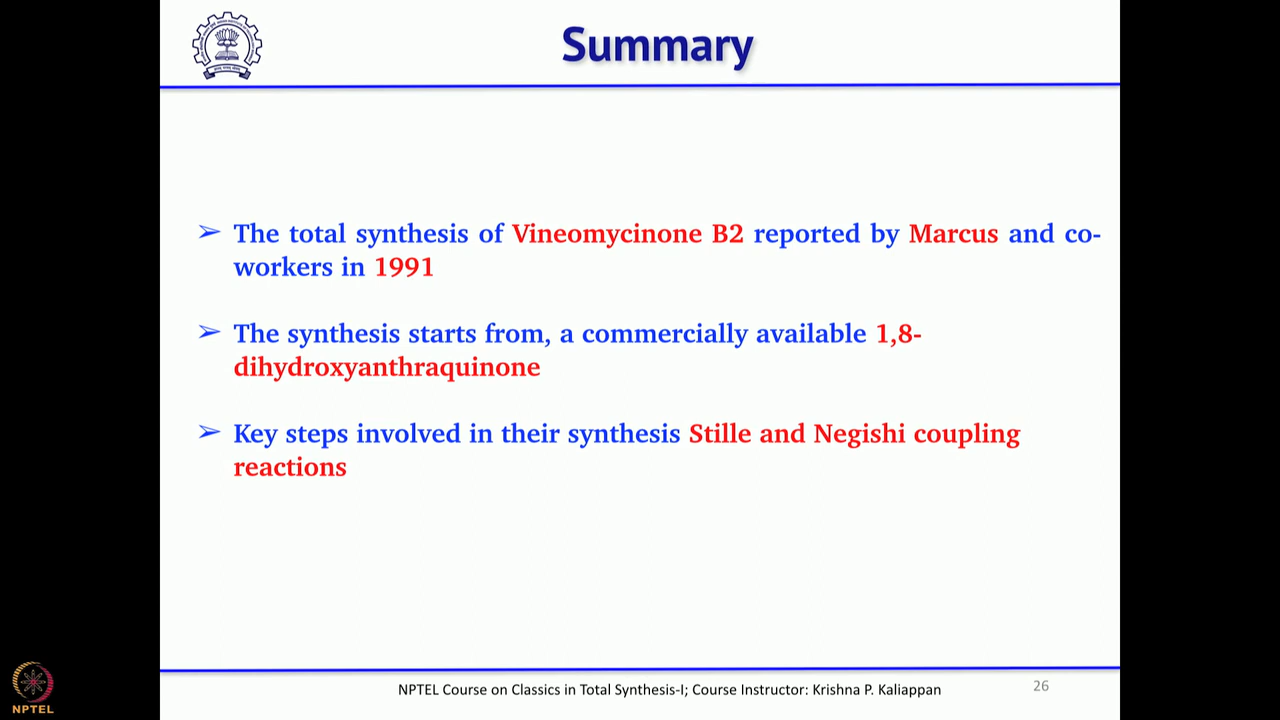 Summary
➢ The total synthesis of Vineomycinone B2 reported by Marcus and co-
workers in 1991
➢ The synthesis starts from, a commercially available 1,8-
dihydroxyanthraquinone
➢ Key steps involved in their synthesis Stille and Negishi coupling
reactions
NPTEL Course on Classics in Total Synthesis-I; Course Instructor: Krishna P. Kaliappan
26
NPTEL